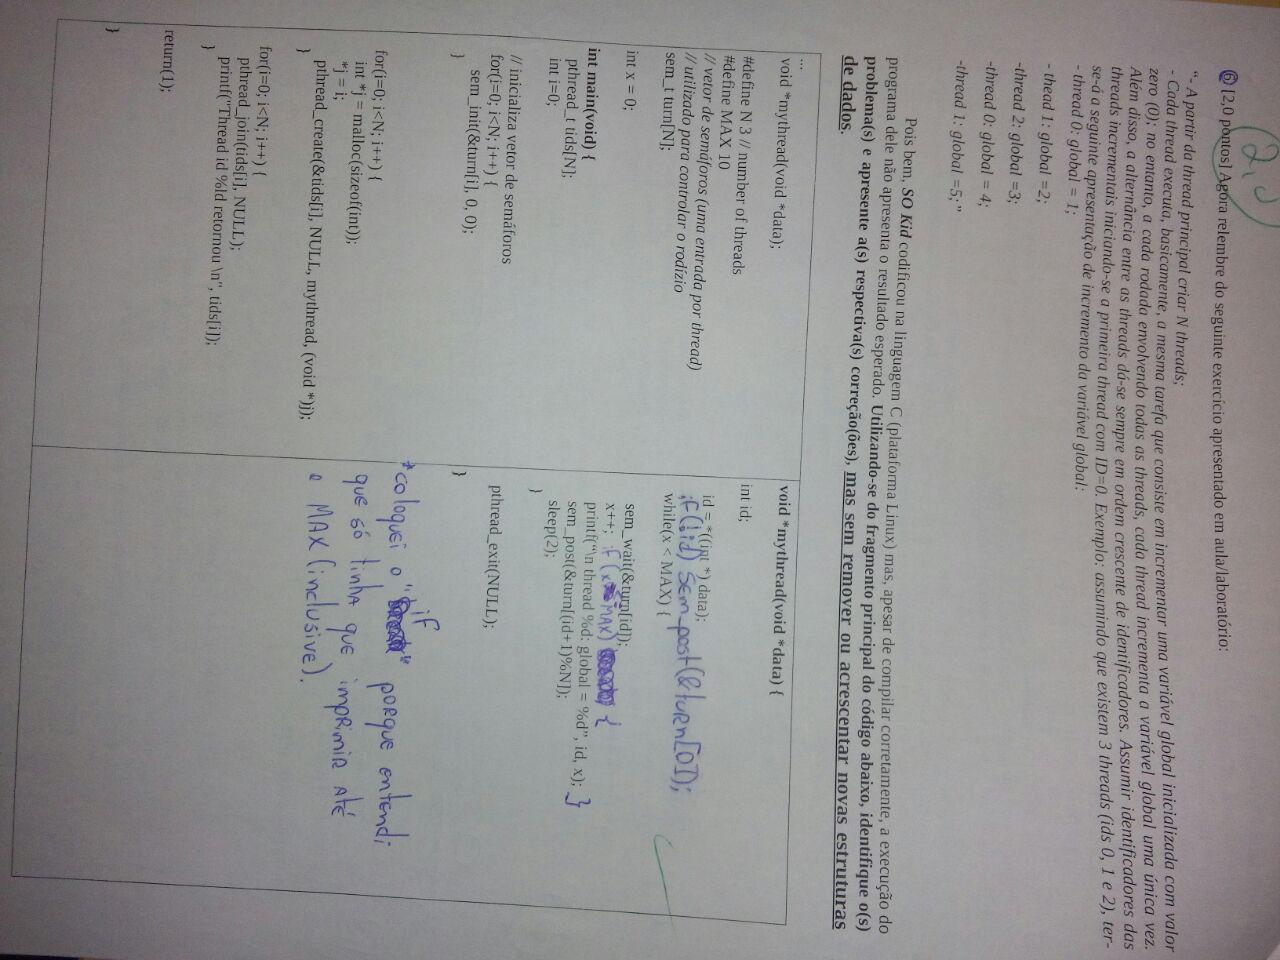 2,0
6) [2,0 pontos] Agora relembre do seguinte exercício apresentado em aula/laboratório:
“- A partir da thread principal criar N threads;
- Cada thread executa, basicamente, a mesma tarefa que consiste em incrementar uma variável global inicializada com valor
zero (0); no entanto, a cada rodada envolvendo todas as threads, cada thread incrementa a variável global uma única vez.
Além disso, a alternância entre as threads dá-se sempre em ordem crescente de identificadores. Assumir identificadores das
threads incrementais iniciando-se a primeira thread com ID=0. Exemplo: assumindo que existem 3 threads (ids 0, 1 e 2), ter-
se-á a seguinte apresentação de incremento da variável global:
- thread 0: global = 1;
- thead 1: global =2;
-thread 2: global =3;
-thread 0: global = 4;
-thread 1: global =5;”
Pois bem, SO Kid codificou na linguagem C (plataforma Linux) mas, apesar de compilar corretamente, a execução do
programa dele não apresenta o resultado esperado. Utilizando-se do fragmento principal do código abaixo, identifique o(s)
problema(s) e apresente a(s) respectiva(s) correção(ões), mas sem remover ou acrescentar novas estruturas
de dados.
...
void *mythread(void *data);
#define N 3 // number of threads
#define MAX 10
// vetor de semáforos (uma entrada por thread)
// utilizado para controlar o rodízio
sem_t turn[N];
int x = 0;
int main(void) {
pthread_t tids[N];
int i=0;
// inicializa vetor de semáforos
for(i=0; i<N; i++) {
sem_init(&turn[i], 0, 0);
}
for(i=0; i<N; i++) {
int *j = malloc(sizeof(int));
*j = i;
pthread_create(&tids[i], NULL, mythread, (void *)j);
}
for(i=0; i<N; i++) {
pthread_join(tids[i], NULL);
printf("Thread id %ld retornou \n", tids[i]);
}
return(1);
}
void *mythread(void *data) {
int id;
id = *((int *) data);
if(!id) sem_post(&turn[0]);
while(x < MAX) {
sem_wait(&turn[id]);
x++; if(x MAX) {
printf(“\n thread %d: global = %d”, id, x); }
sem_post(&turn[(id+1)%N]);
sleep(2);
}
pthread_exit(NULL);
}
*coloquei o "if" porque entendi
que só tinha que imprimir até
o MAX (inclusive).